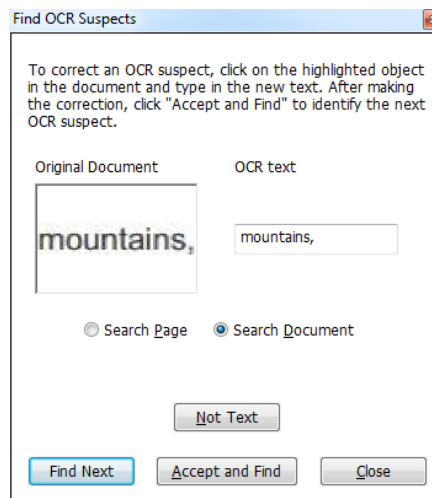 Find OCR Suspects
To correct an OCR suspect, click on the highlighted object
in the document and type in the new text. After making
the correction, click "Accept and Find" to identify the next
OCR suspect.
Original Document OCR text
mountains, mountains,
Search Page Search Document
Not Text
Find Next Accept and Find Close